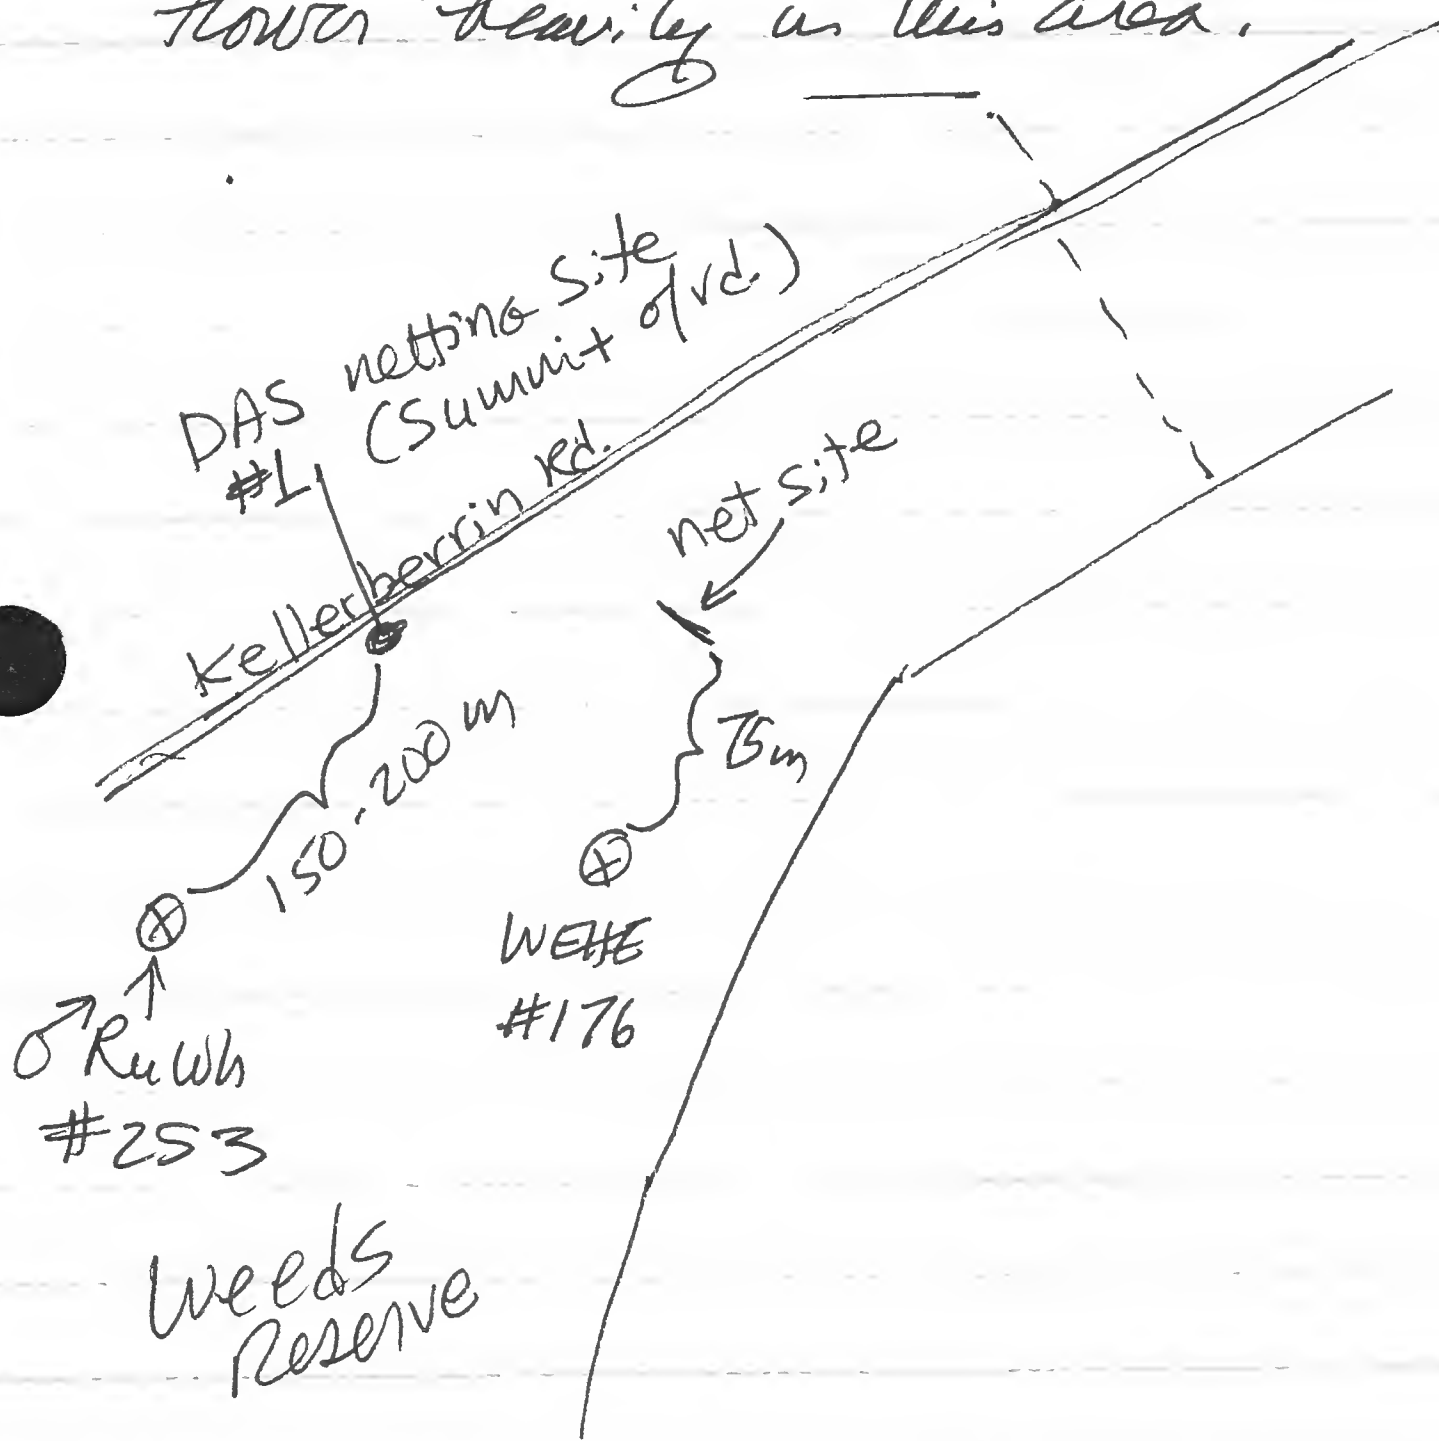 flower heavily in this area.
DAS netting site
#1 (Summit of rd.)
Kellerberrin Rd.
net site
150-200 m
75m
WEHE
#176
♂ RuWh
#253
Weeds
Reserve